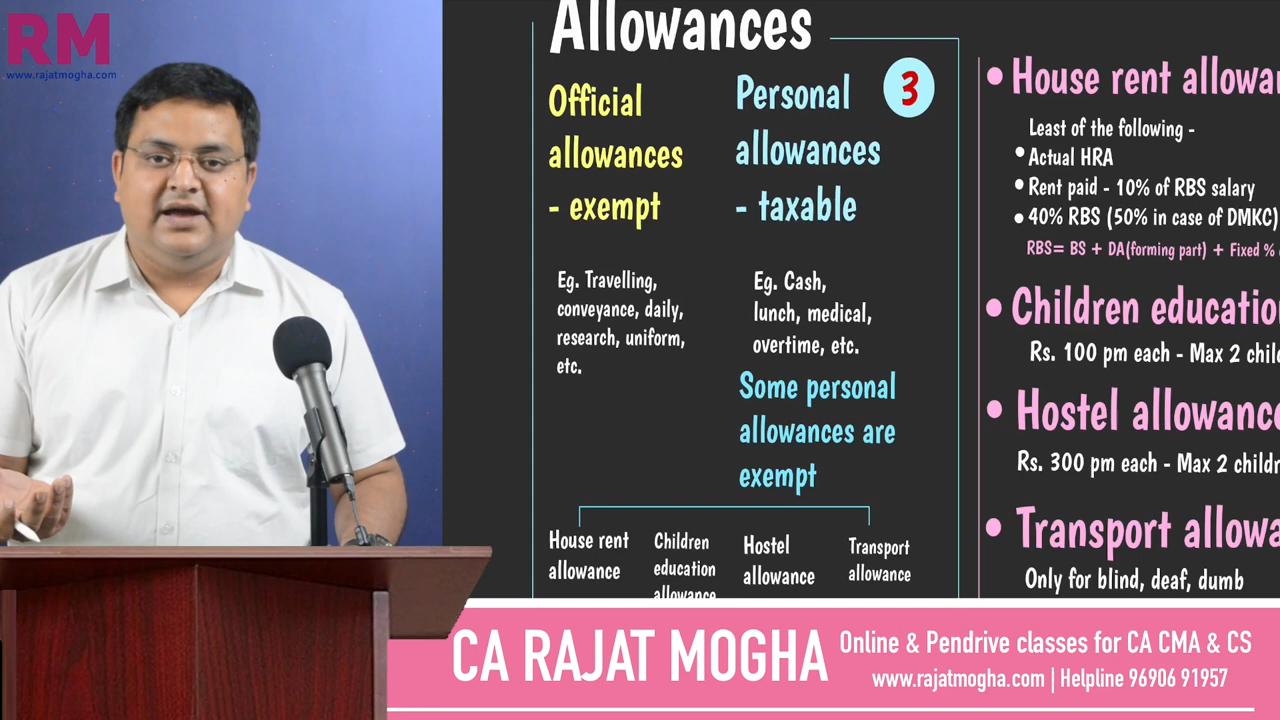 RM
www.rajatmogha.com
Allowances
Official
allowances
- exempt
Eg. Travelling,
conveyance, daily,
research, uniform,
etc.
Personal
allowances
- taxable
3
Eg. Cash,
lunch, medical,
overtime, etc.
Some personal
allowances are
exempt
House rent
allowance
Children
education
allowance
Hostel
allowance
Transport
allowance
• House rent allowan
Least of the following -
• Actual HRA
• Rent paid - 10% of RBS salary
• 40% RBS (50% in case of DMKC)
RBS= BS + DA(forming part) + Fixed %
• Children educatio
Rs. 100 pm each - Max 2 child
• Hostel allowance
Rs. 300 pm each - Max 2 childr
• Transport allowa
Only for blind, deaf, dumb
CA RAJAT MOGHA
Online & Pendrive classes for CA CMA & CS
www.rajatmogha.com | Helpline 96906 91957